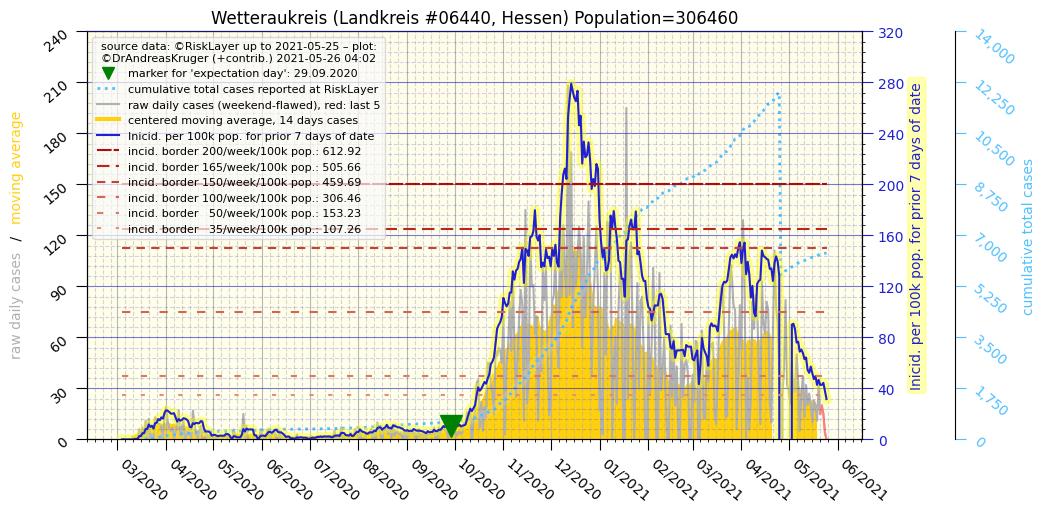 Wetteraukreis (Landkreis #06440, Hessen) Population=306460
source data: ©RiskLayer up to 2021-05-25 – plot:
©DrAndreasKruger (+contrib.) 2021-05-26 04:02
marker for 'expectation day': 29.09.2020
cumulative total cases reported at RiskLayer
raw daily cases (weekend-flawed), red: last 5
centered moving average, 14 days cases
Inicid. per 100k pop. for prior 7 days of date
incid. border 200/week/100k pop.: 612.92
incid. border 165/week/100k pop.: 505.66
incid. border 150/week/100k pop.: 459.69
incid. border 100/week/100k pop.: 306.46
incid. border 50/week/100k pop.: 153.23
incid. border 35/week/100k pop.: 107.26
raw daily cases / moving average
240
210
180
150
120
90
60
30
0
03/2020
04/2020
05/2020
06/2020
07/2020
08/2020
09/2020
10/2020
11/2020
12/2020
01/2021
02/2021
03/2021
04/2021
05/2021
06/2021
320
280
240
200
160
120
80
40
0
Inicid. per 100k pop. for prior 7 days of date
14,000
12,250
10,500
8,750
7,000
5,250
3,500
1,750
0
cumulative total cases